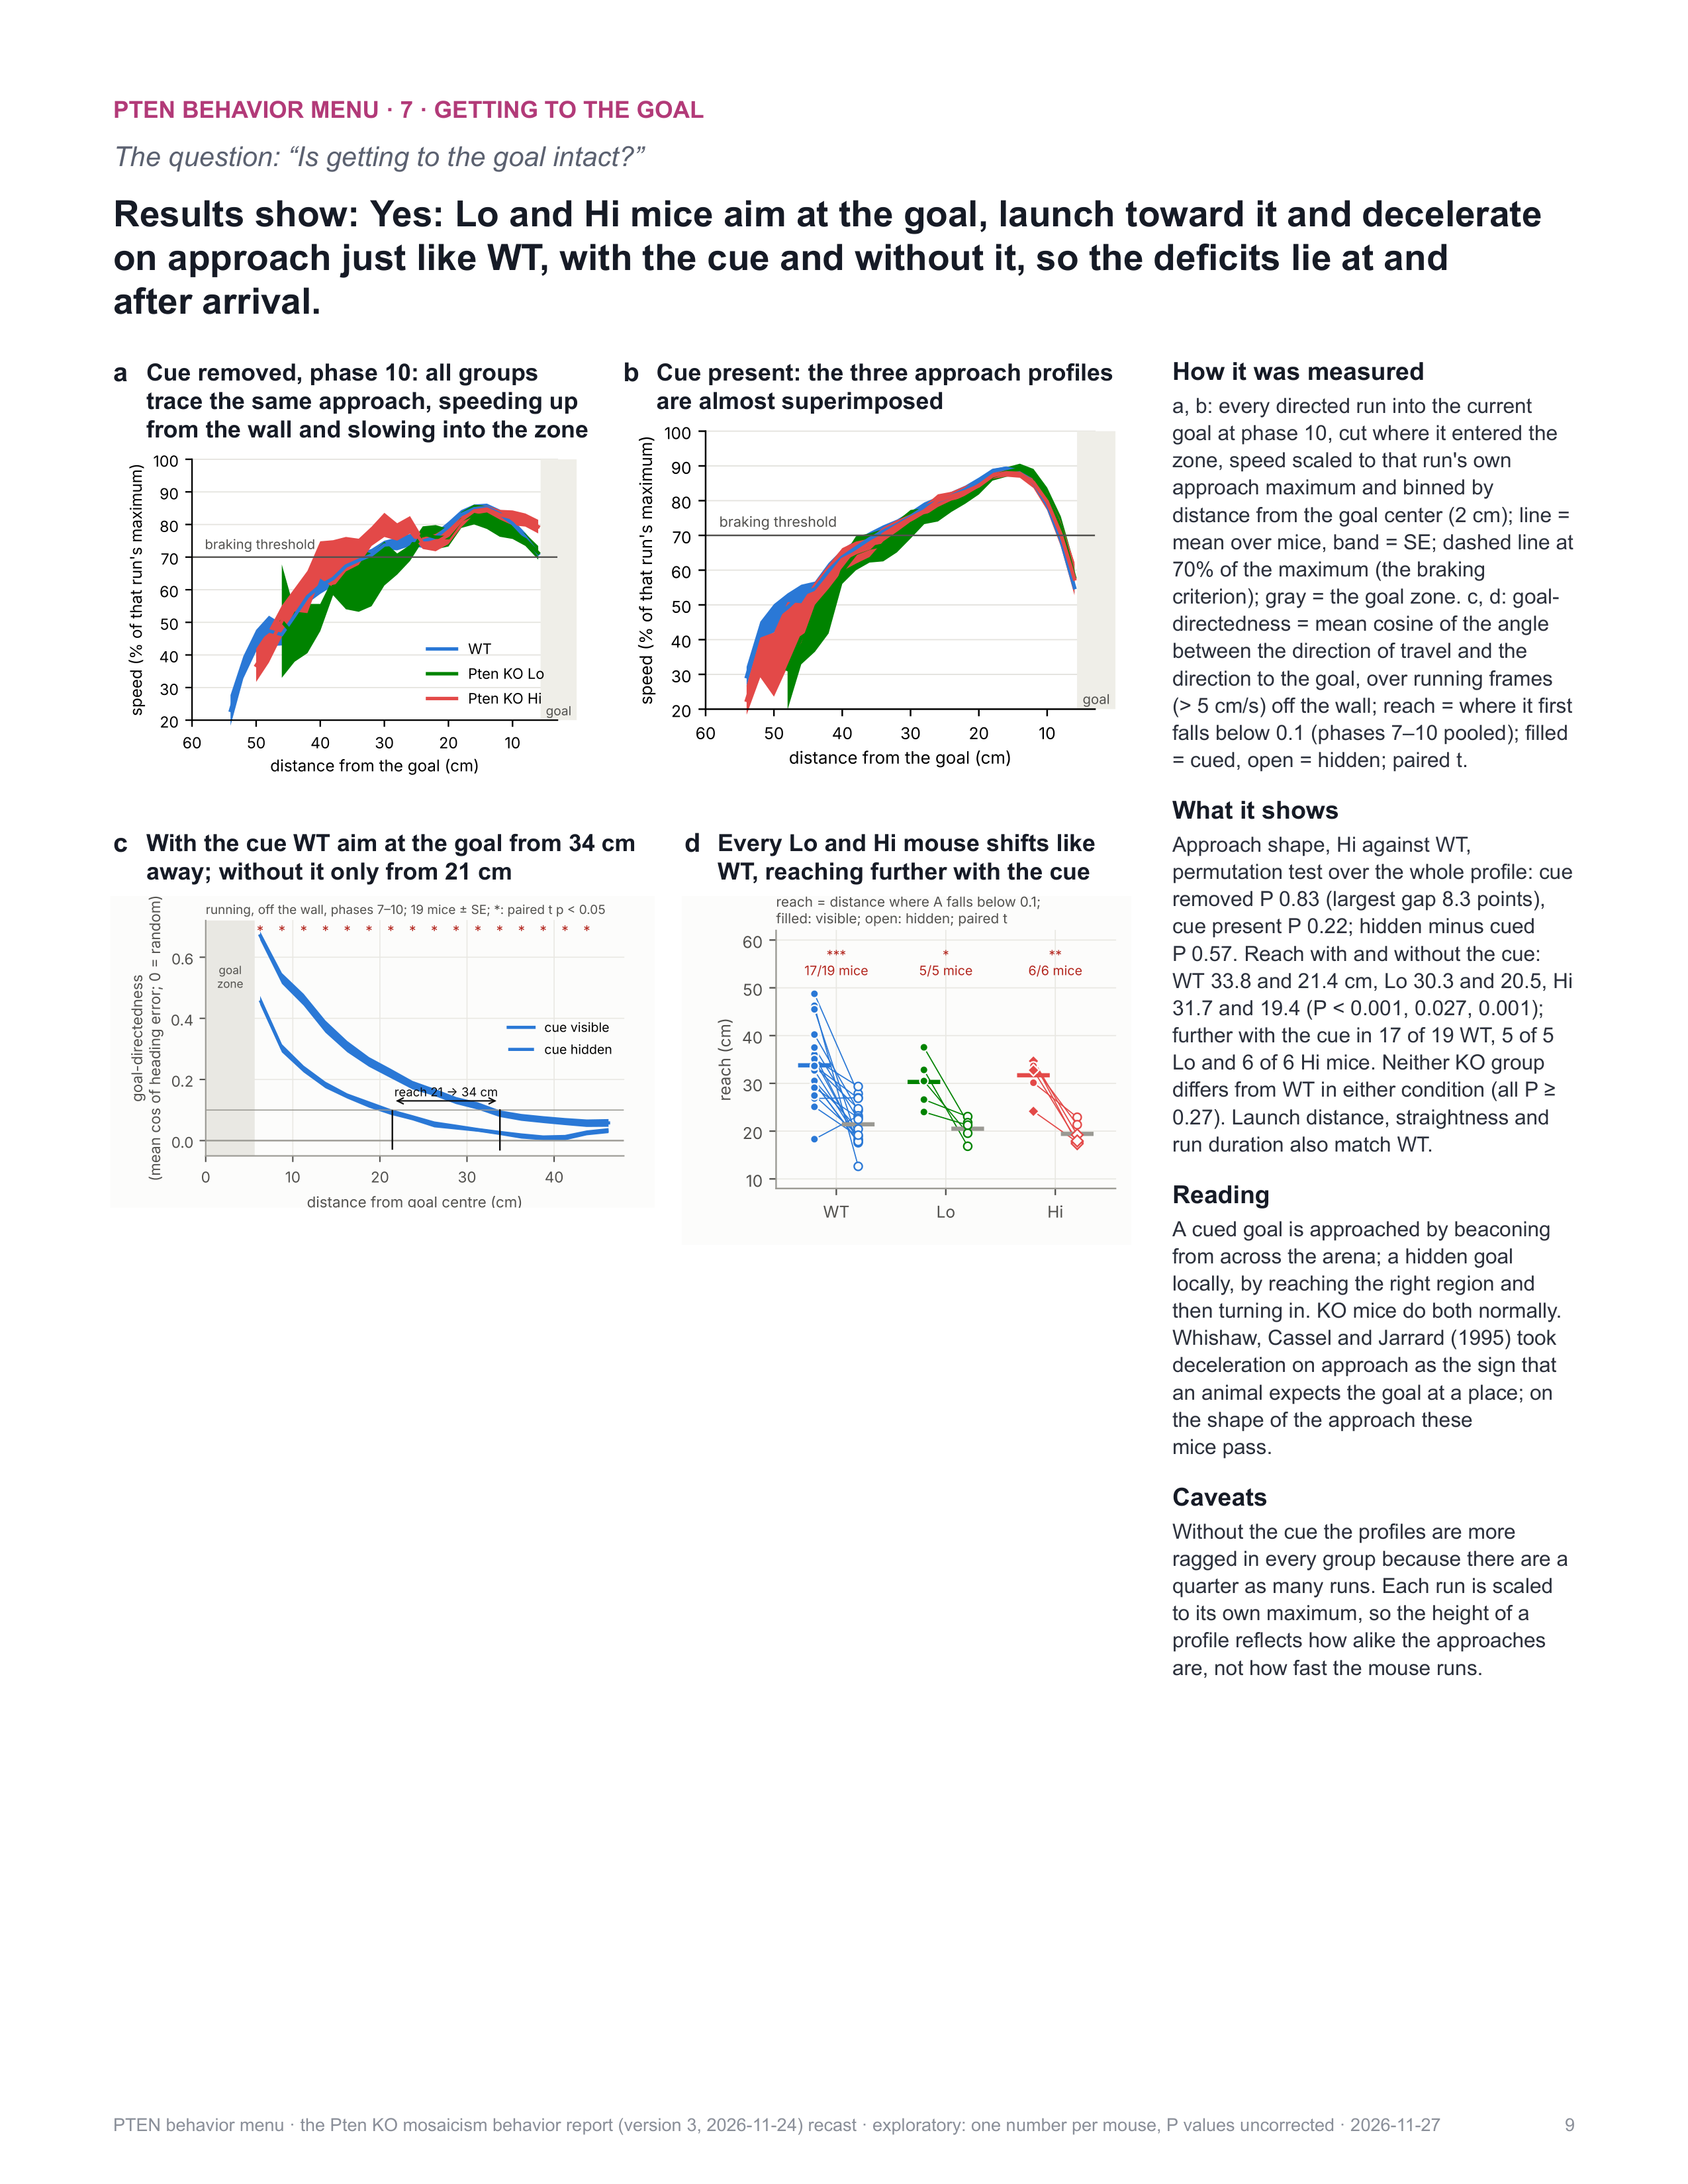 PTEN BEHAVIOR MENU · 7 · GETTING TO THE GOAL
The question: “Is getting to the goal intact?”
Results show: Yes: Lo and Hi mice aim at the goal, launch toward it and decelerate
on approach just like WT, with the cue and without it, so the deficits lie at and
after arrival.
a Cue removed, phase 10: all groups
trace the same approach, speeding up
from the wall and slowing into the zone
speed (% of that run's maximum)
100
90
80
70
60
50
40
30
20
braking threshold
WT
Pten KO Lo
Pten KO Hi
goal
60 50 40 30 20 10
distance from the goal (cm)
b Cue present: the three approach profiles
are almost superimposed
speed (% of that run's maximum)
100
90
80
70
60
50
40
30
20
braking threshold
goal
60 50 40 30 20 10
distance from the goal (cm)
c With the cue WT aim at the goal from 34 cm
away; without it only from 21 cm
running, off the wall, phases 7–10; 19 mice ± SE; *: paired t p < 0.05
* * * * * * * * * * * * * * * *
goal-directedness
(mean cos of heading error; 0 = random)
0.6
0.4
0.2
0.0
goal
zone
cue visible
cue hidden
reach 21 → 34 cm
0 10 20 30 40
distance from goal centre (cm)
d Every Lo and Hi mouse shifts like
WT, reaching further with the cue
reach = distance where A falls below 0.1;
filled: visible; open: hidden; paired t
reach (cm)
60
50
40
30
20
10
*** * **
17/19 mice 5/5 mice 6/6 mice
WT Lo Hi
How it was measured
a, b: every directed run into the current
goal at phase 10, cut where it entered the
zone, speed scaled to that run's own
approach maximum and binned by
distance from the goal center (2 cm); line =
mean over mice, band = SE; dashed line at
70% of the maximum (the braking
criterion); gray = the goal zone. c, d: goal-
directedness = mean cosine of the angle
between the direction of travel and the
direction to the goal, over running frames
(> 5 cm/s) off the wall; reach = where it first
falls below 0.1 (phases 7–10 pooled); filled
= cued, open = hidden; paired t.
What it shows
Approach shape, Hi against WT,
permutation test over the whole profile: cue
removed P 0.83 (largest gap 8.3 points),
cue present P 0.22; hidden minus cued
P 0.57. Reach with and without the cue:
WT 33.8 and 21.4 cm, Lo 30.3 and 20.5, Hi
31.7 and 19.4 (P < 0.001, 0.027, 0.001);
further with the cue in 17 of 19 WT, 5 of 5
Lo and 6 of 6 Hi mice. Neither KO group
differs from WT in either condition (all P ≥
0.27). Launch distance, straightness and
run duration also match WT.
Reading
A cued goal is approached by beaconing
from across the arena; a hidden goal
locally, by reaching the right region and
then turning in. KO mice do both normally.
Whishaw, Cassel and Jarrard (1995) took
deceleration on approach as the sign that
an animal expects the goal at a place; on
the shape of the approach these
mice pass.
Caveats
Without the cue the profiles are more
ragged in every group because there are a
quarter as many runs. Each run is scaled
to its own maximum, so the height of a
profile reflects how alike the approaches
are, not how fast the mouse runs.
PTEN behavior menu · the Pten KO mosaicism behavior report (version 3, 2026-11-24) recast · exploratory: one number per mouse, P values uncorrected · 2026-11-27 9